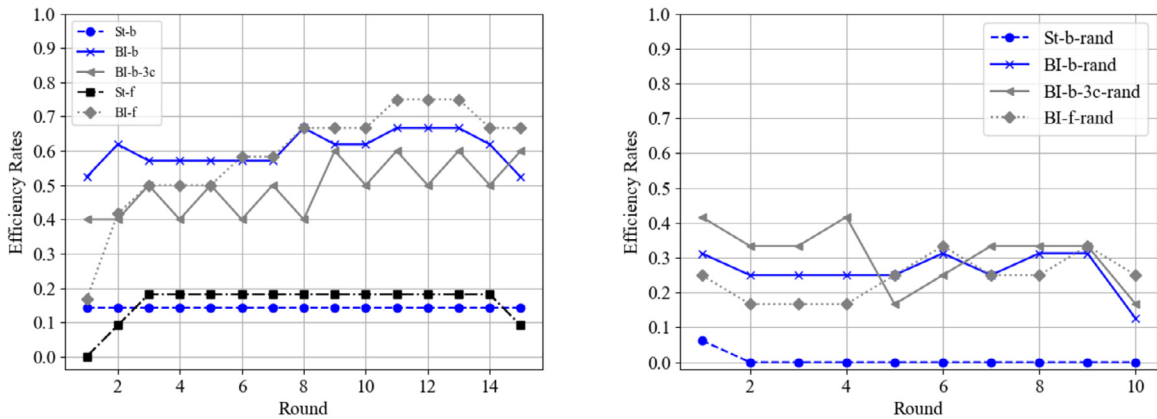 1.0
0.9
0.8
0.7
0.6
0.5
0.4
0.3
0.2
0.1
0.0
Efficiency Rates
St-b
BI-b
BI-b-3c
St-f
BI-f
2 4 6 8 10 12 14
Round
1.0
0.9
0.8
0.7
0.6
0.5
0.4
0.3
0.2
0.1
0.0
Efficiency Rates
St-b-rand
BI-b-rand
BI-b-3c-rand
BI-f-rand
2 4 6 8 10
Round